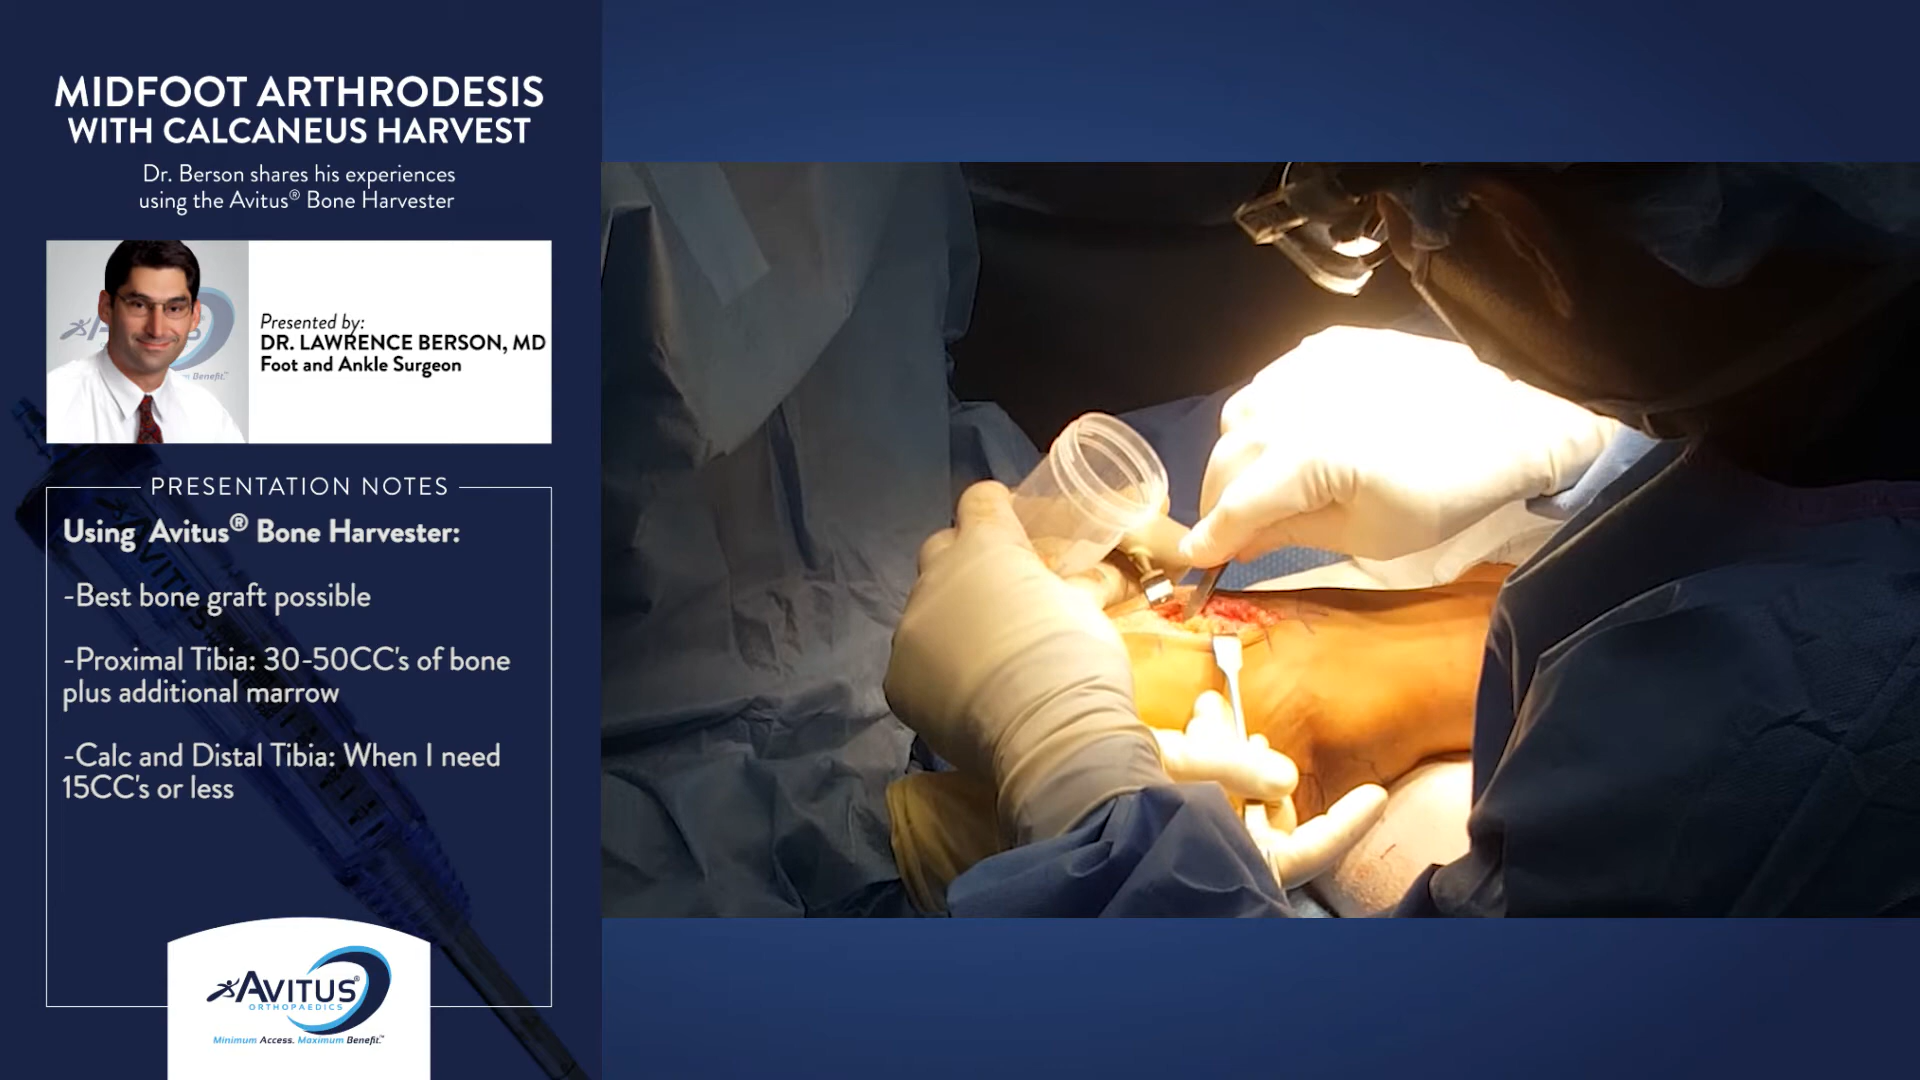 MIDFOOT ARTHRODESIS
WITH CALCANEUS HARVEST
Dr. Berson shares his experiences
using the Avitus® Bone Harvester
Presented by:
DR. LAWRENCE BERSON, MD
Foot and Ankle Surgeon
m Benefit.™
PRESENTATION NOTES
Using Avitus® Bone Harvester:
-Best bone graft possible
-Proximal Tibia: 30-50CC's of bone
plus additional marrow
-Calc and Distal Tibia: When I need
15CC's or less
AVITUS®
ORTHOPAEDICS
Minimum Access. Maximum Benefit.™